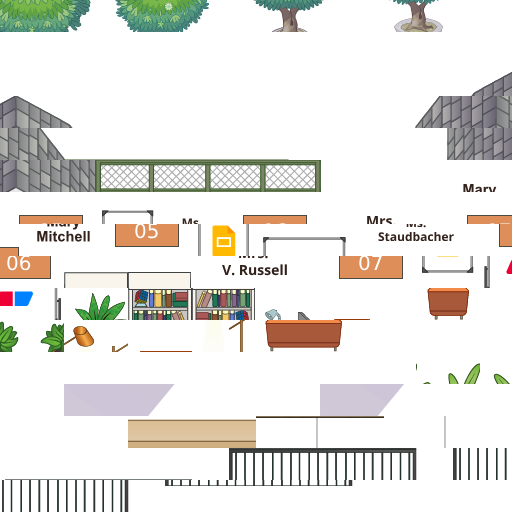 Mary
Mary
Mitchell
05
Ms.
Mrs.
Ms.
Staudbacher
06
V. Russell
07